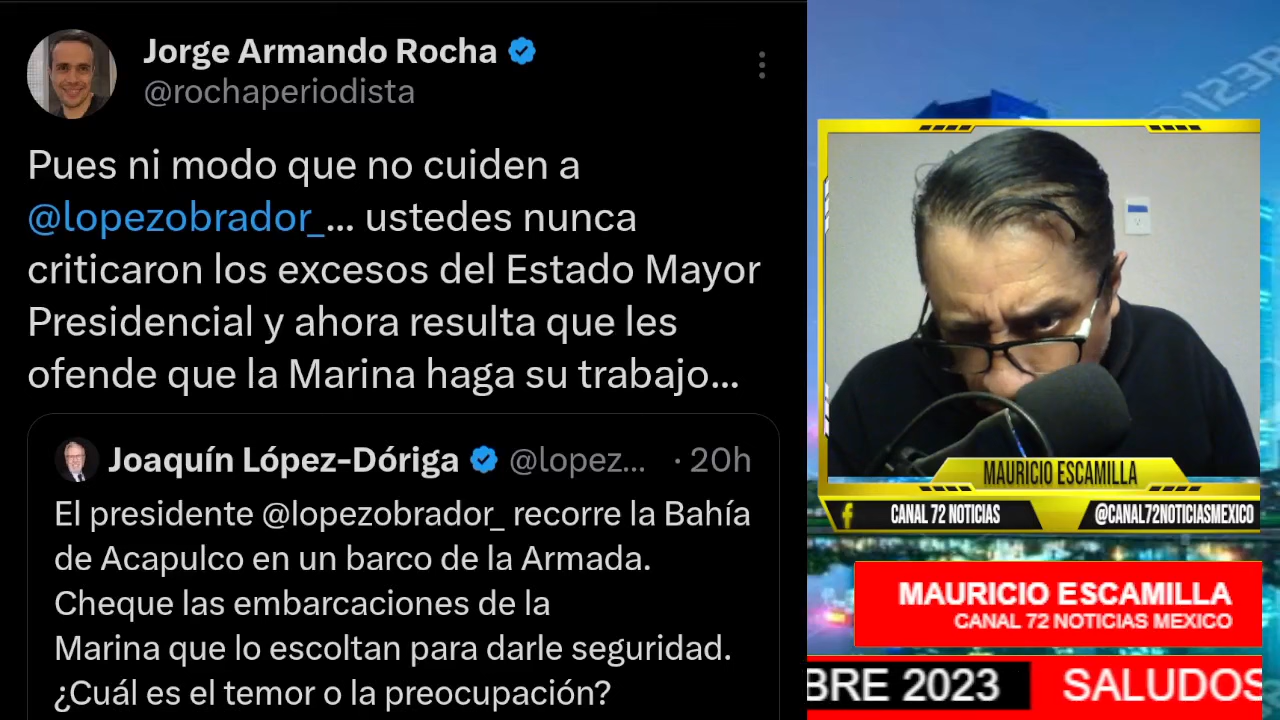 Jorge Armando Rocha
@rochaperiodista
Pues ni modo que no cuiden a
@lopezobrador_... ustedes nunca
criticaron los excesos del Estado Mayor
Presidencial y ahora resulta que les
ofende que la Marina haga su trabajo...
Joaquín López-Dóriga @lopez... · 20h
El presidente @lopezobrador_ recorre la Bahía
de Acapulco en un barco de la Armada.
Cheque las embarcaciones de la
Marina que lo escoltan para darle seguridad.
¿Cuál es el temor o la preocupación?
MAURICIO ESCAMILLA
CANAL 72 NOTICIAS
@CANAL72NOTICIASMEXICO
MAURICIO ESCAMILLA
CANAL 72 NOTICIAS MEXICO
BRE 2023 SALUDOS